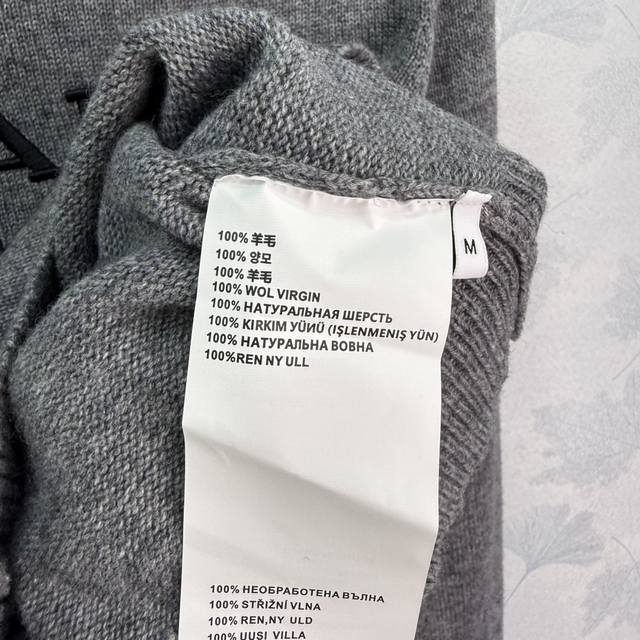 100% 羊毛
100% 양모
100% 羊毛
100% WOL VIRGIN
100% НАТУРАЛЬНАЯ ШЕРСТЬ
100% KIRKIM YÜИÜ (IŞLENMENIŞ YÜN)
100% НАТУРАЛЬНА ВОВНА
100%REN NY ULL
M
100% НЕОБРАБОТЕНА ВЪЛНА
100% STŘIŽNÍ VLNA
100% REN,NY ULD
100% UUSI VILLA